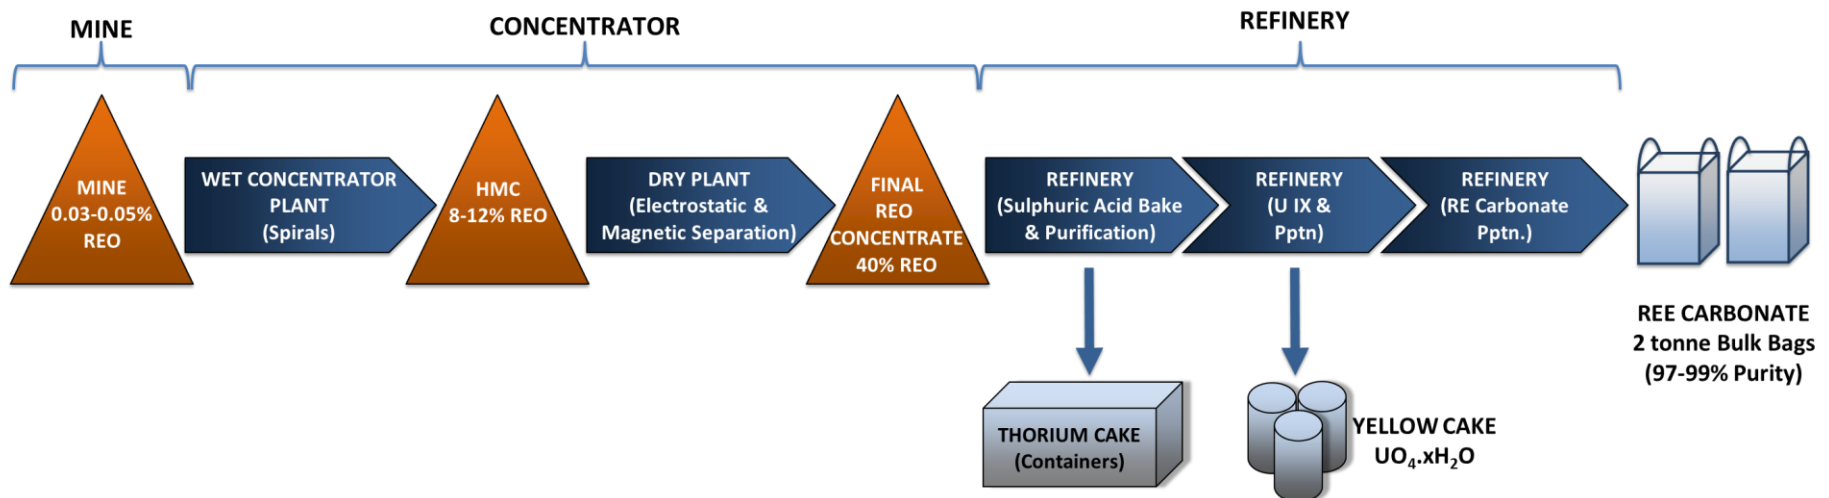 MINE
CONCENTRATOR
REFINERY
MINE
0.03-0.05%
REO
WET CONCENTRATOR
PLANT
(Spirals)
HMC
8-12% REO
DRY PLANT
(Electrostatic &
Magnetic Separation)
FINAL
REO
CONCENTRATE
40% REO
REFINERY
(Sulphuric Acid Bake
& Purification)
REFINERY
(U IX &
Pptn)
REFINERY
(RE Carbonate
Pptn.)
REE CARBONATE
2 tonne Bulk Bags
(97-99% Purity)
THORIUM CAKE
(Containers)
YELLOW CAKE
UO₄.xH₂O